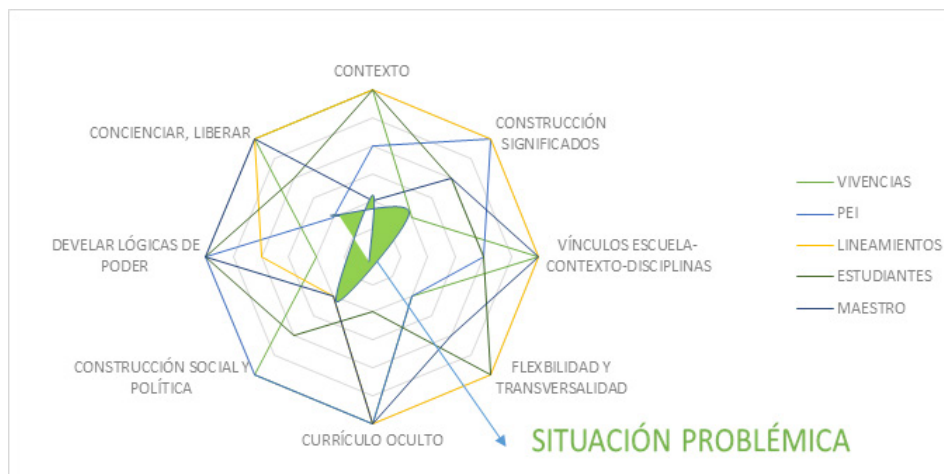 CONTEXTO
CONCIENCIAR, LIBERAR
CONSTRUCCIÓN
SIGNIFICADOS
DEVELAR LÓGICAS DE
PODER
VÍNCULOS ESCUELA-
CONTEXTO-DISCIPLINAS
CONSTRUCCIÓN SOCIAL Y
POLÍTICA
FLEXBILIDAD Y
TRANSVERSALIDAD
CURRÍCULO OCULTO
VIVENCIAS
PEI
LINEAMIENTOS
ESTUDIANTES
MAESTRO
SITUACIÓN PROBLÉMICA